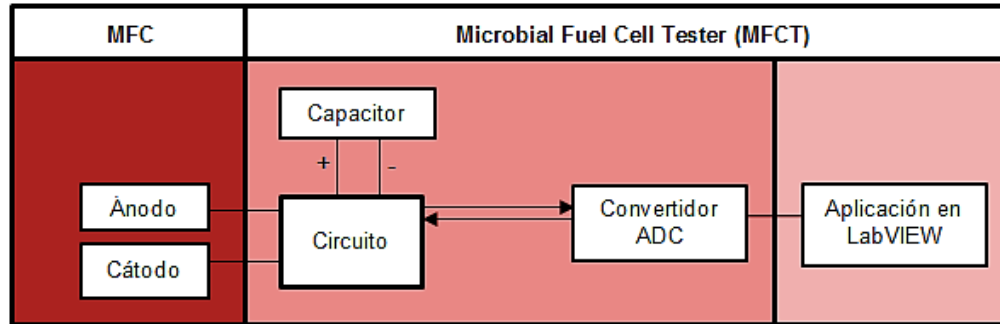 MFC
Microbial Fuel Cell Tester (MFCT)
Capacitor
+ -
Ànodo
Cátodo
Circuito
Convertidor
ADC
Aplicación en
LabVIEW